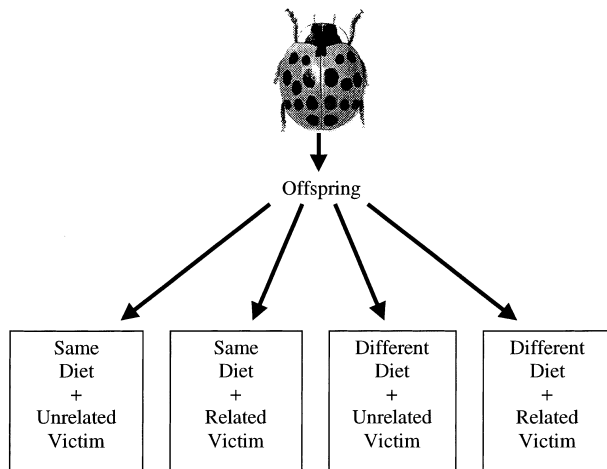 Offspring
Same
Diet
+
Unrelated
Victim
Same
Diet
+
Related
Victim
Different
Diet
+
Unrelated
Victim
Different
Diet
+
Related
Victim